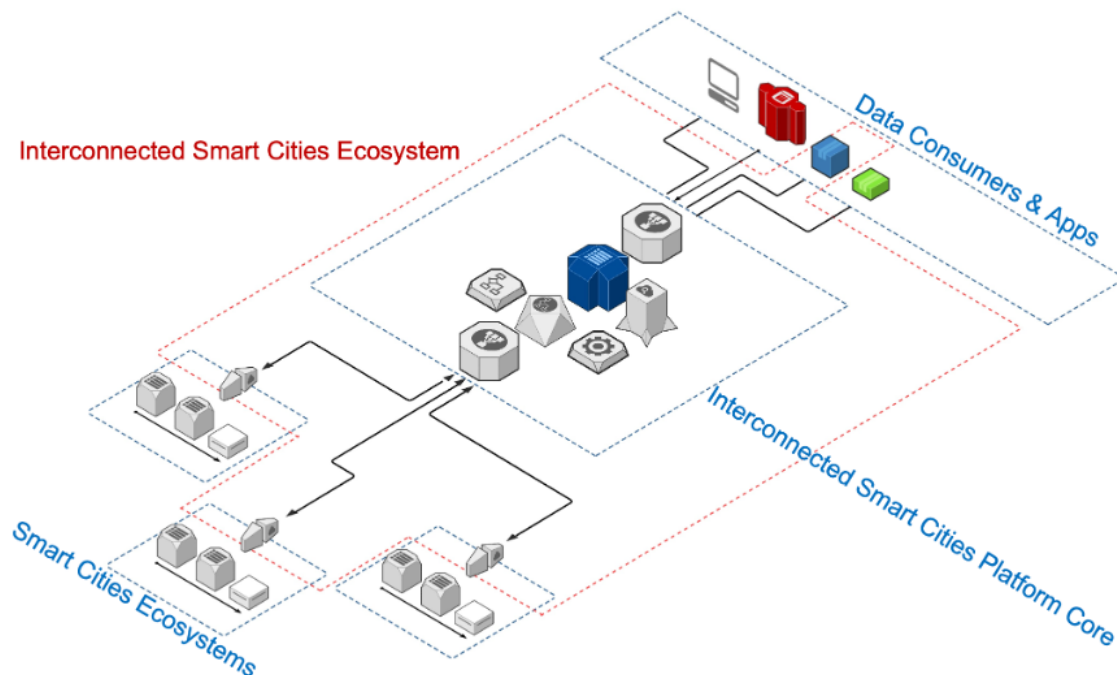 Data Consumers & Apps
Interconnected Smart Cities Ecosystem
Interconnected Smart Cities Platform Core
Smart Cities Ecosystems